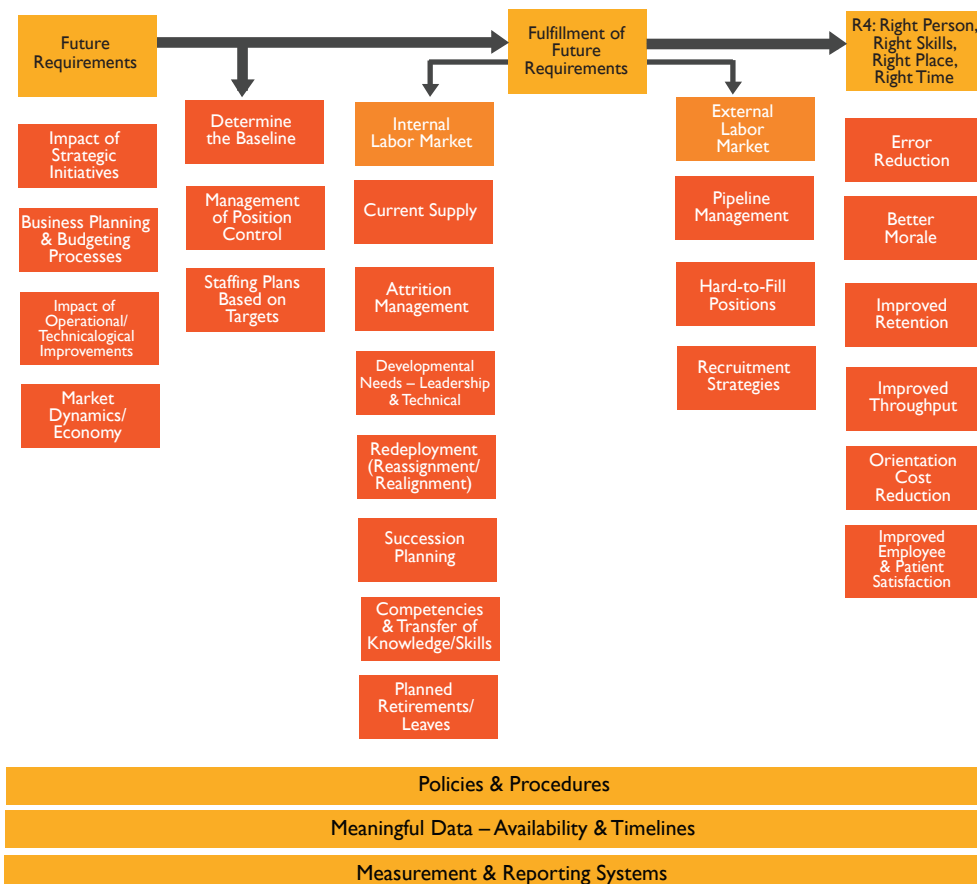 Future
Requirements
Fulfillment of
Future
Requirements
R4: Right Person,
Right Skills,
Right Place,
Right Time
Impact of
Strategic
Initiatives
Business Planning
& Budgeting
Processes
Impact of
Operational/
Technicalogical
Improvements
Market
Dynamics/
Economy
Determine
the Baseline
Management
of Position
Control
Staffing Plans
Based on
Targets
Internal
Labor Market
Current Supply
Attrition
Management
Developmental
Needs – Leadership
& Technical
Redeployment
(Reassignment/
Realignment)
Succession
Planning
Competencies
& Transfer of
Knowledge/Skills
Planned
Retirements/
Leaves
External
Labor
Market
Pipeline
Management
Hard-to-Fill
Positions
Recruitment
Strategies
Error
Reduction
Better
Morale
Improved
Retention
Improved
Throughput
Orientation
Cost
Reduction
Improved
Employee
& Patient
Satisfaction
Policies & Procedures
Meaningful Data – Availability & Timelines
Measurement & Reporting Systems